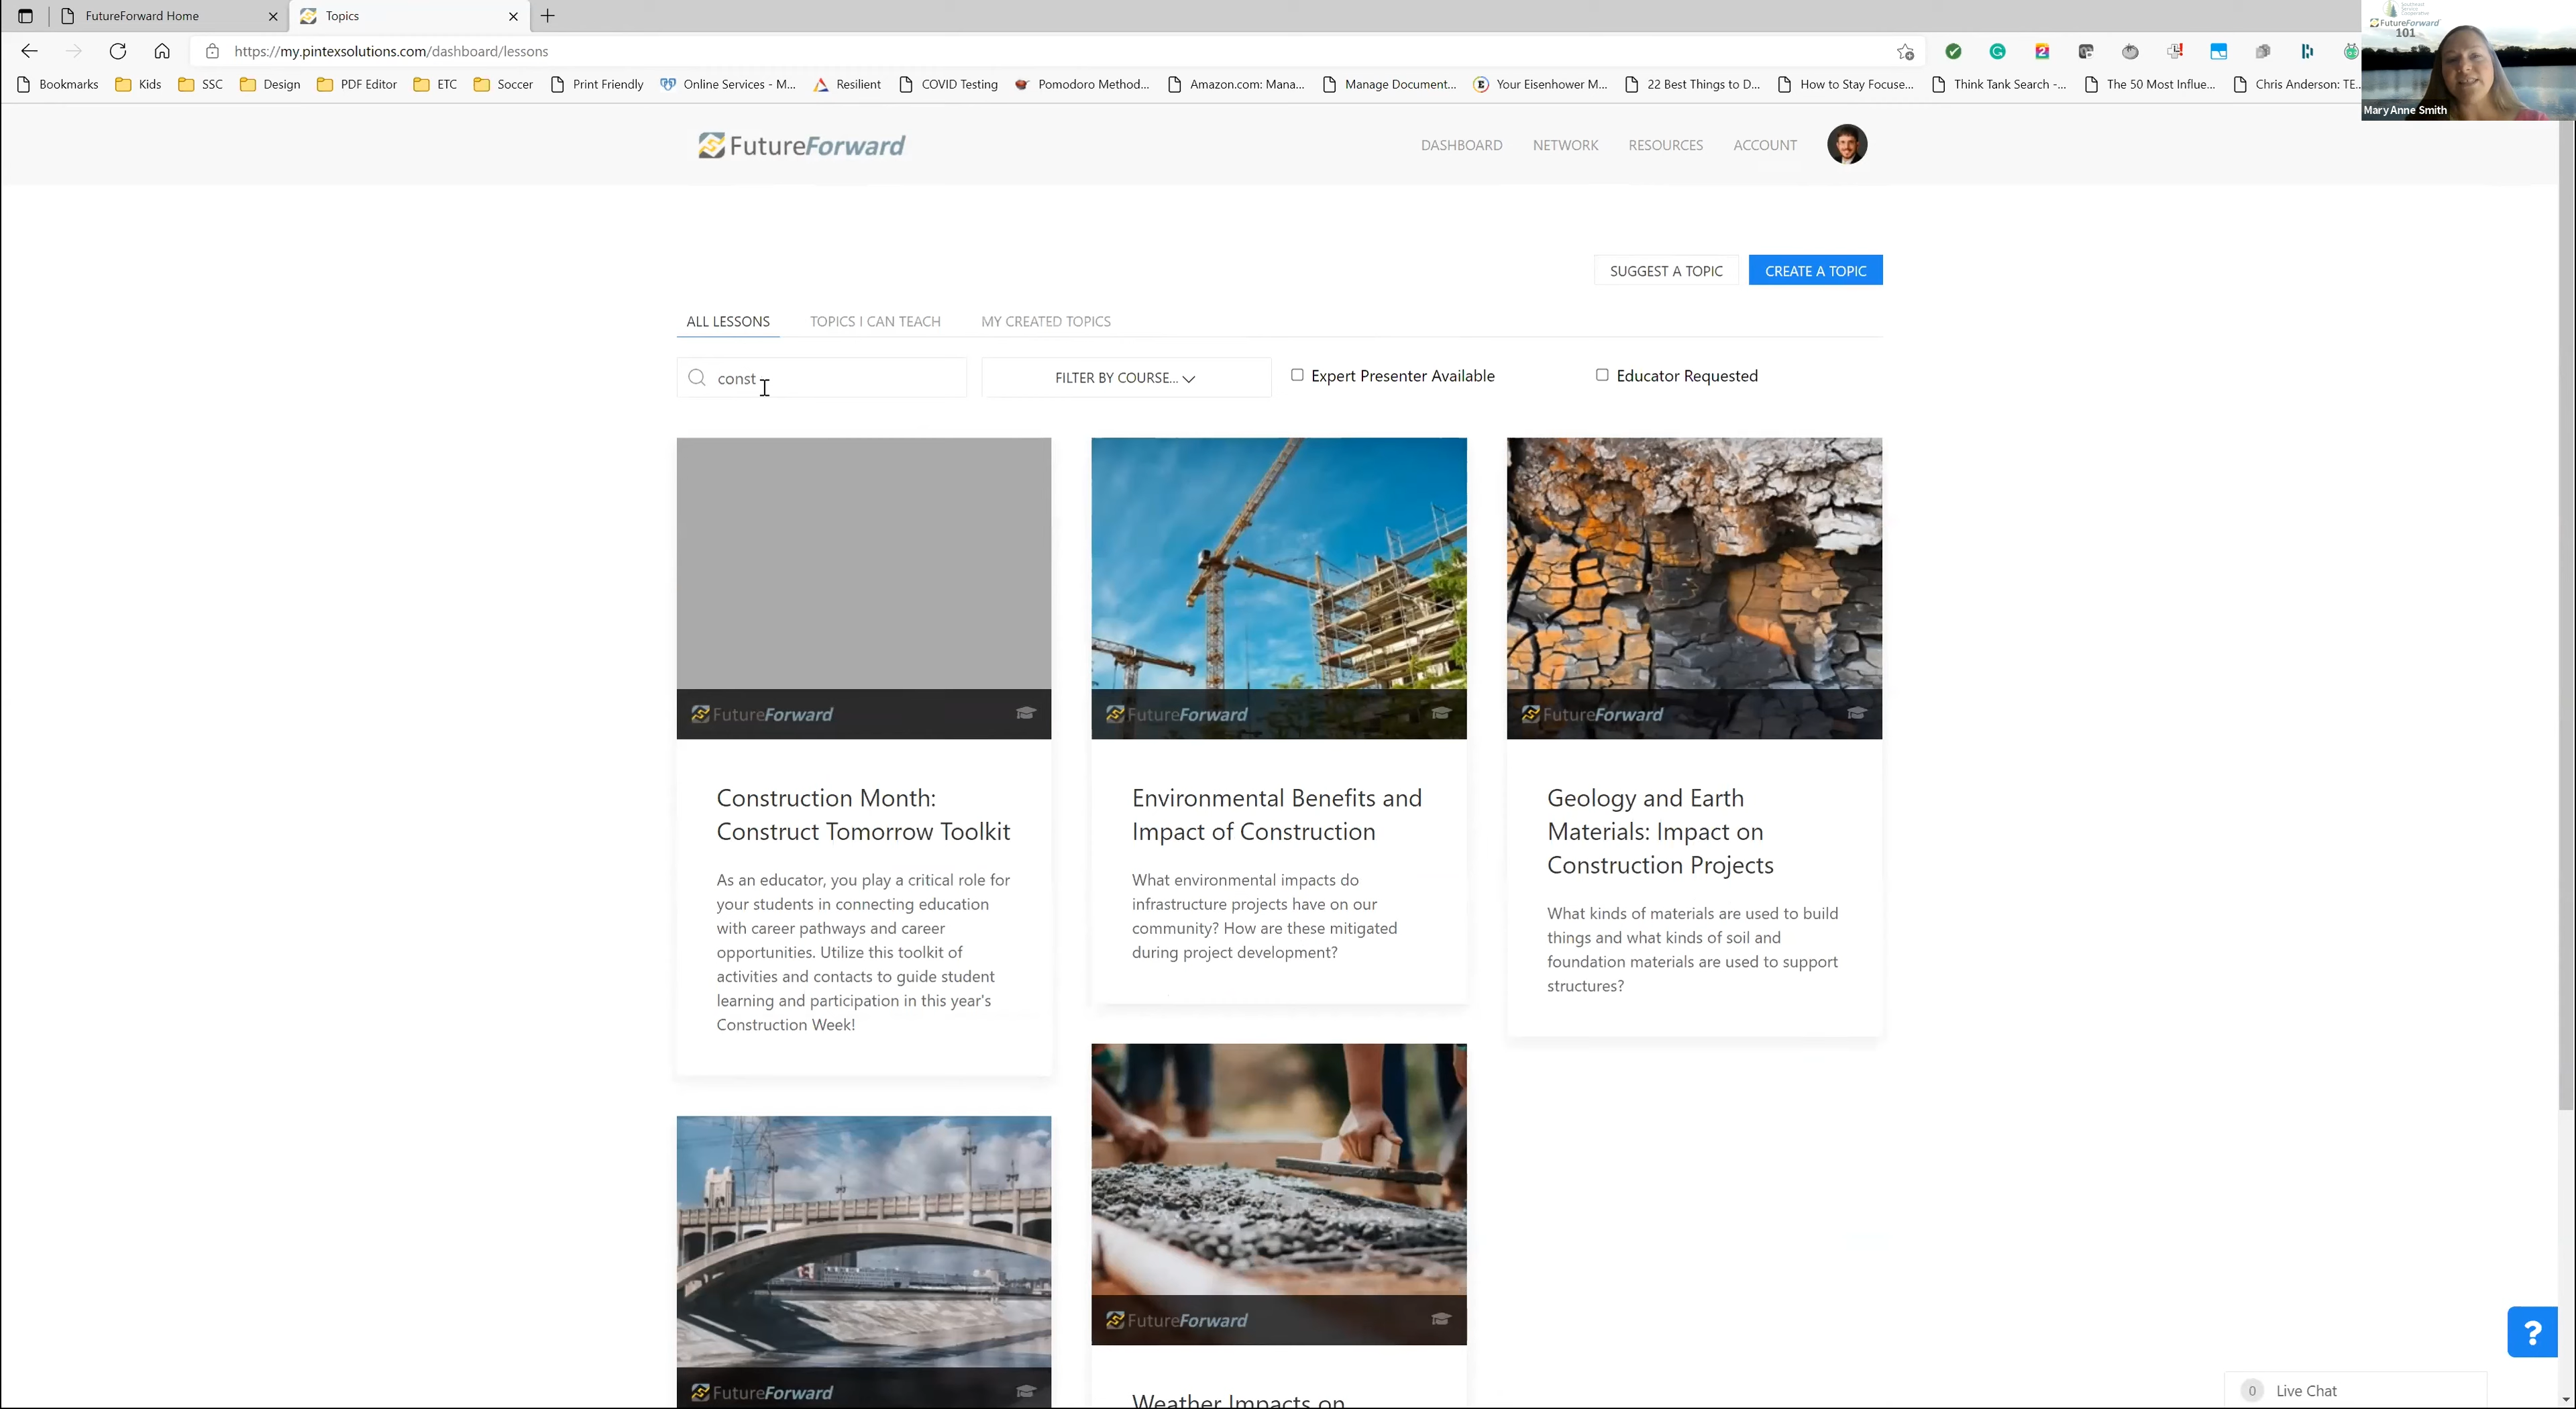 FutureForward Home
Topics
https://my.pintexsolutions.com/dashboard/lessons
Bookmarks Kids SSC Design PDF Editor ETC Soccer Print Friendly Online Services - M... Resilient COVID Testing Pomodoro Method... Amazon.com: Mana... Manage Document... Your Eisenhower M... 22 Best Things to D... How to Stay Focuse... Think Tank Search -... The 50 Most Influe... Chris Anderson: TE...
FutureForward
101
Mary Anne Smith
FutureForward
DASHBOARD NETWORK RESOURCES ACCOUNT
SUGGEST A TOPIC CREATE A TOPIC
ALL LESSONS TOPICS I CAN TEACH MY CREATED TOPICS
const
FILTER BY COURSE...
Expert Presenter Available
Educator Requested
FutureForward
Construction Month:
Construct Tomorrow Toolkit
As an educator, you play a critical role for
your students in connecting education
with career pathways and career
opportunities. Utilize this toolkit of
activities and contacts to guide student
learning and participation in this year's
Construction Week!
FutureForward
Environmental Benefits and
Impact of Construction
What environmental impacts do
infrastructure projects have on our
community? How are these mitigated
during project development?
FutureForward
Geology and Earth
Materials: Impact on
Construction Projects
What kinds of materials are used to build
things and what kinds of soil and
foundation materials are used to support
structures?
FutureForward
FutureForward
Weather Impacts on
?
0 Live Chat